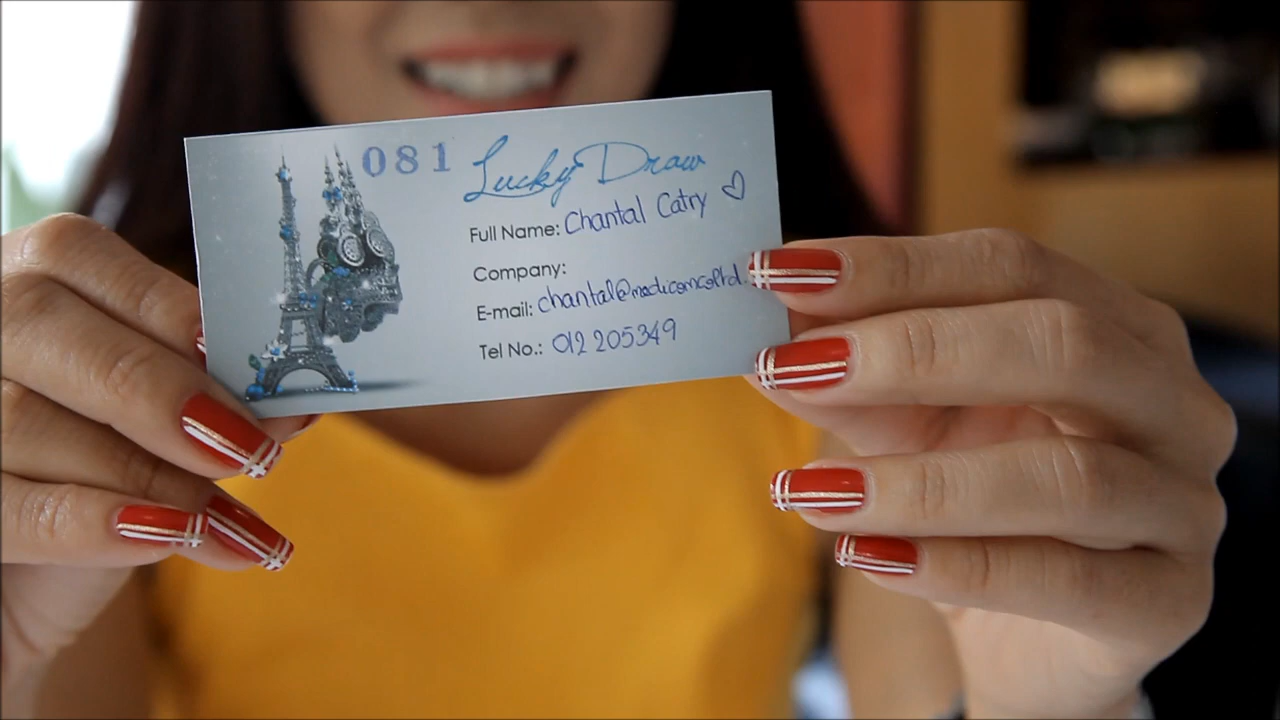 081 Lucky Draw
Full Name: Chantal Catry
Company:
E-mail:
Tel No.: 012 205349